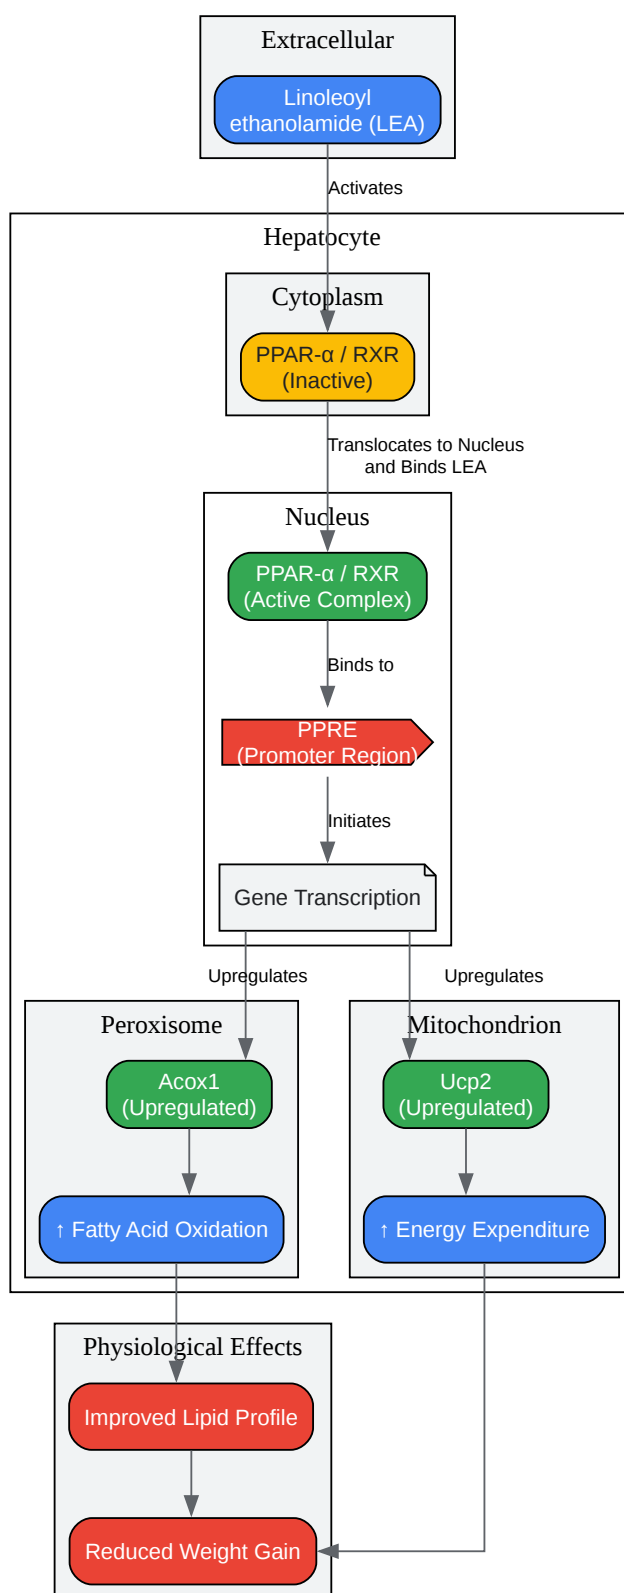 Extracellular
Linoleoyl
ethanolamide (LEA)
Activates
Hepatocyte
Cytoplasm
PPAR-α / RXR
(Inactive)
Translocates to Nucleus
and Binds LEA
Nucleus
PPAR-α / RXR
(Active Complex)
Binds to
PPRE
(Promoter Region)
Initiates
Gene Transcription
Upregulates
Upregulates
Peroxisome
Mitochondrion
Acox1
(Upregulated)
Ucp2
(Upregulated)
↑ Fatty Acid Oxidation
↑ Energy Expenditure
Physiological Effects
Improved Lipid Profile
Reduced Weight Gain